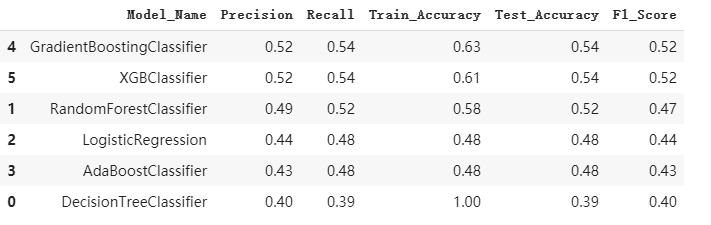 Model_Name Precision Recall Train_Accuracy Test_Accuracy F1_Score
4 GradientBoostingClassifier 0.52 0.54 0.63 0.54 0.52
5 XGBClassifier 0.52 0.54 0.61 0.54 0.52
1 RandomForestClassifier 0.49 0.52 0.58 0.52 0.47
2 LogisticRegression 0.44 0.48 0.48 0.48 0.44
3 AdaBoostClassifier 0.43 0.48 0.48 0.48 0.43
0 DecisionTreeClassifier 0.40 0.39 1.00 0.39 0.40